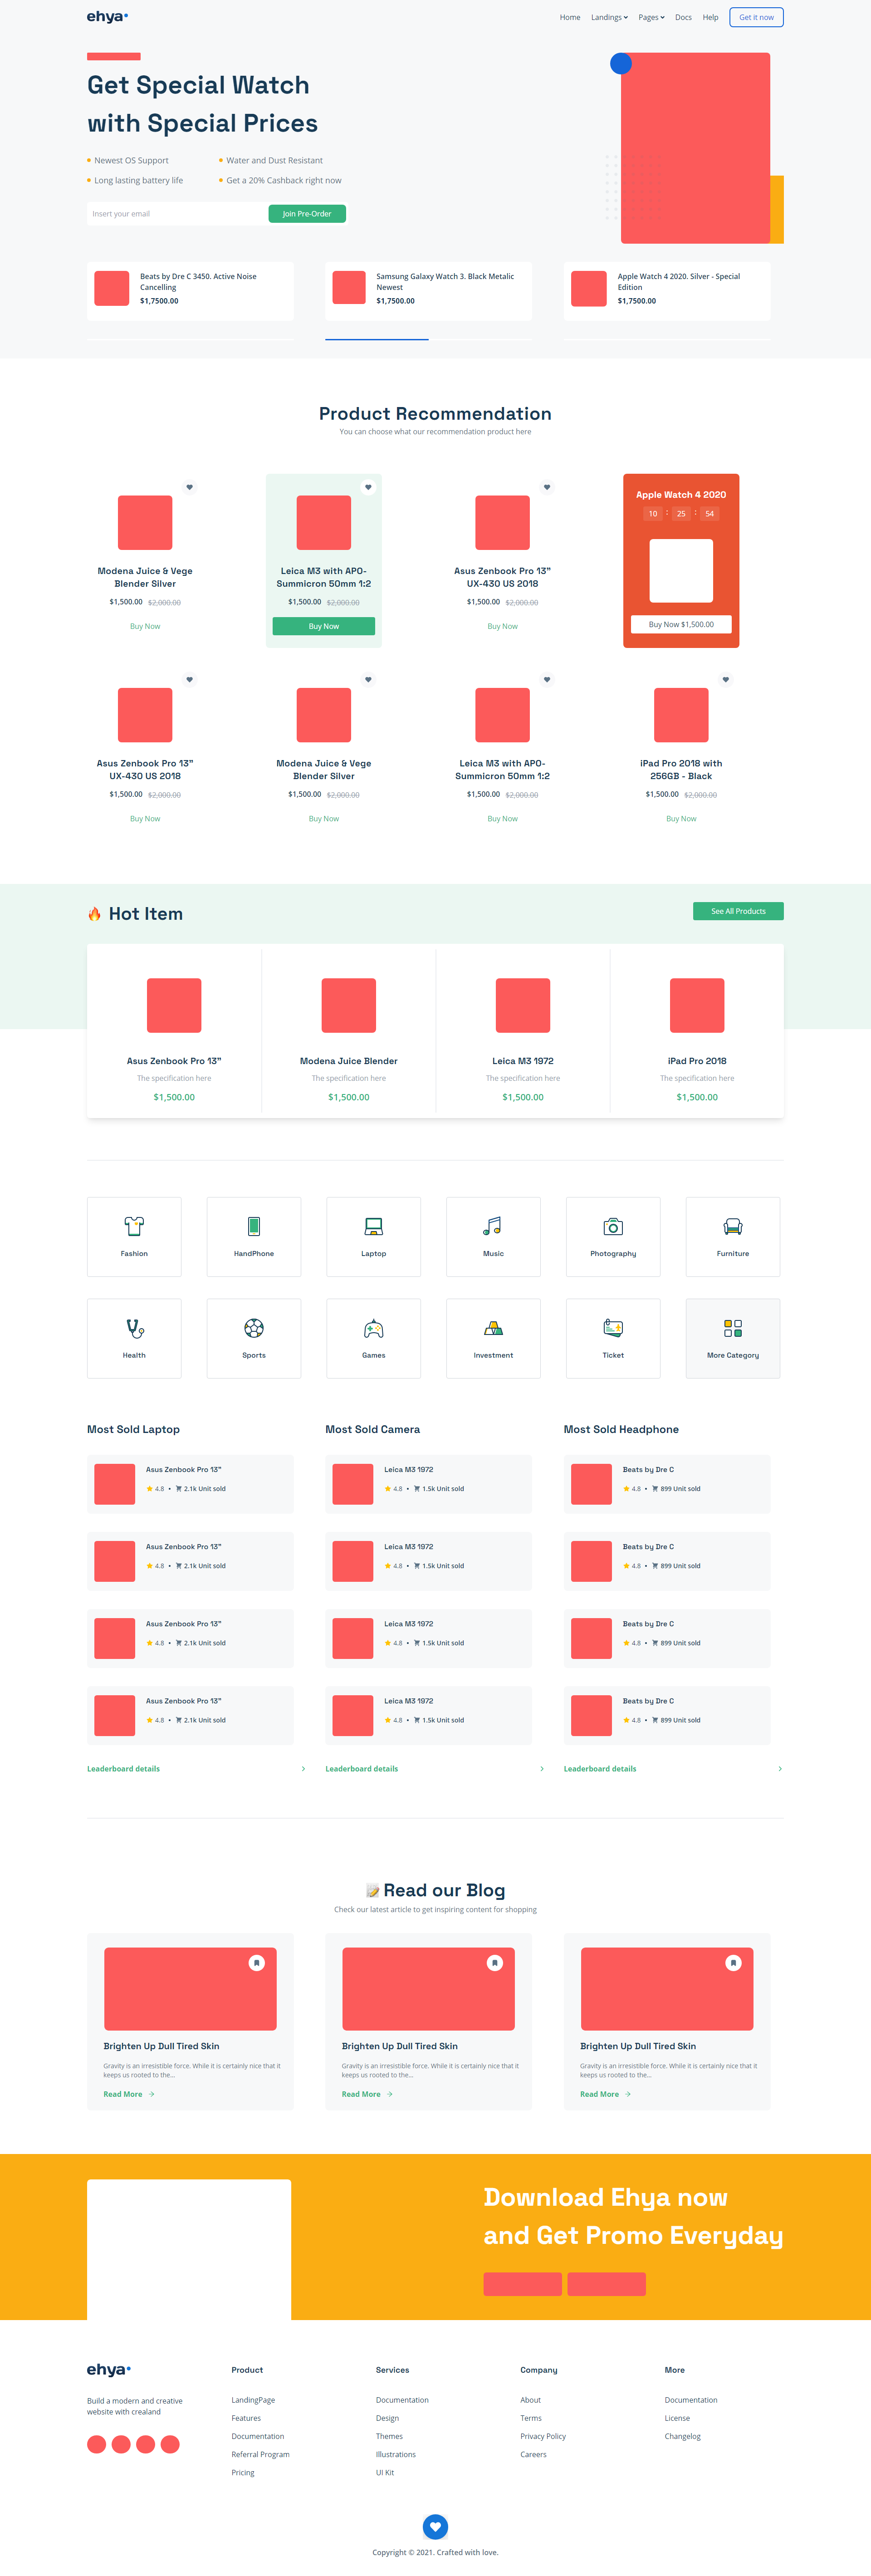 ehya
Home Landings Pages Docs Help Get it now
Get Special Watch
with Special Prices
Newest OS Support
Water and Dust Resistant
Long lasting battery life
Get a 20% Cashback right now
Insert your email
Join Pre-Order
Beats by Dre C 3450. Active Noise
Cancelling
$1,7500.00
Samsung Galaxy Watch 3. Black Metalic
Newest
$1,7500.00
Apple Watch 4 2020. Silver - Special
Edition
$1,7500.00
Product Recommendation
You can choose what our recommendation product here
Modena Juice & Vege
Blender Silver
$1,500.00 $2,000.00
Buy Now
Leica M3 with APO-
Summicron 50mm 1:2
$1,500.00 $2,000.00
Buy Now
Asus Zenbook Pro 13”
UX-430 US 2018
$1,500.00 $2,000.00
Buy Now
Apple Watch 4 2020
10 : 25 : 54
Buy Now $1,500.00
Asus Zenbook Pro 13”
UX-430 US 2018
$1,500.00 $2,000.00
Buy Now
Modena Juice & Vege
Blender Silver
$1,500.00 $2,000.00
Buy Now
Leica M3 with APO-
Summicron 50mm 1:2
$1,500.00 $2,000.00
Buy Now
iPad Pro 2018 with
256GB - Black
$1,500.00 $2,000.00
Buy Now
Hot Item
See All Products
Asus Zenbook Pro 13”
The specification here
$1,500.00
Modena Juice Blender
The specification here
$1,500.00
Leica M3 1972
The specification here
$1,500.00
iPad Pro 2018
The specification here
$1,500.00
Fashion
HandPhone
Laptop
Music
Photography
Furniture
Health
Sports
Games
Investment
Ticket
More Category
Most Sold Laptop
Asus Zenbook Pro 13”
4.8 • 2.1k Unit sold
Asus Zenbook Pro 13”
4.8 • 2.1k Unit sold
Asus Zenbook Pro 13”
4.8 • 2.1k Unit sold
Asus Zenbook Pro 13”
4.8 • 2.1k Unit sold
Leaderboard details
Most Sold Camera
Leica M3 1972
4.8 • 1.5k Unit sold
Leica M3 1972
4.8 • 1.5k Unit sold
Leica M3 1972
4.8 • 1.5k Unit sold
Leica M3 1972
4.8 • 1.5k Unit sold
Leaderboard details
Most Sold Headphone
Beats by Dre C
4.8 • 899 Unit sold
Beats by Dre C
4.8 • 899 Unit sold
Beats by Dre C
4.8 • 899 Unit sold
Beats by Dre C
4.8 • 899 Unit sold
Leaderboard details
Read our Blog
Check our latest article to get inspiring content for shopping
Brighten Up Dull Tired Skin
Gravity is an irresistible force. While it is certainly nice that it
keeps us rooted to the...
Read More
Brighten Up Dull Tired Skin
Gravity is an irresistible force. While it is certainly nice that it
keeps us rooted to the...
Read More
Brighten Up Dull Tired Skin
Gravity is an irresistible force. While it is certainly nice that it
keeps us rooted to the...
Read More
Download Ehya now
and Get Promo Everyday
ehya
Build a modern and creative
website with crealand
Product
LandingPage
Features
Documentation
Referral Program
Pricing
Services
Documentation
Design
Themes
Illustrations
UI Kit
Company
About
Terms
Privacy Policy
Careers
More
Documentation
License
Changelog
Copyright © 2021. Crafted with love.